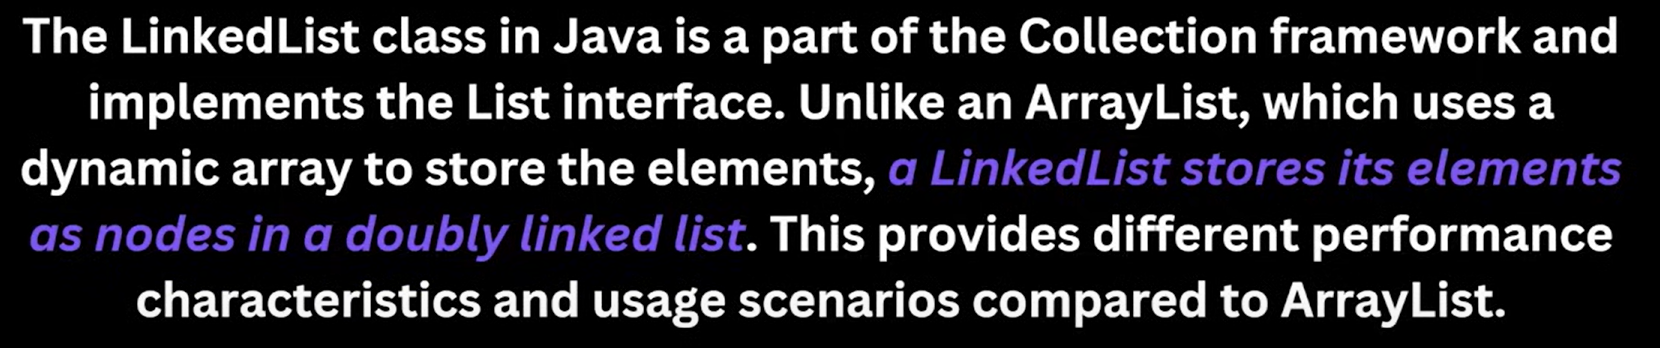 The LinkedList class in Java is a part of the Collection framework and
implements the List interface. Unlike an ArrayList, which uses a
dynamic array to store the elements, a LinkedList stores its elements
as nodes in a doubly linked list. This provides different performance
characteristics and usage scenarios compared to ArrayList.